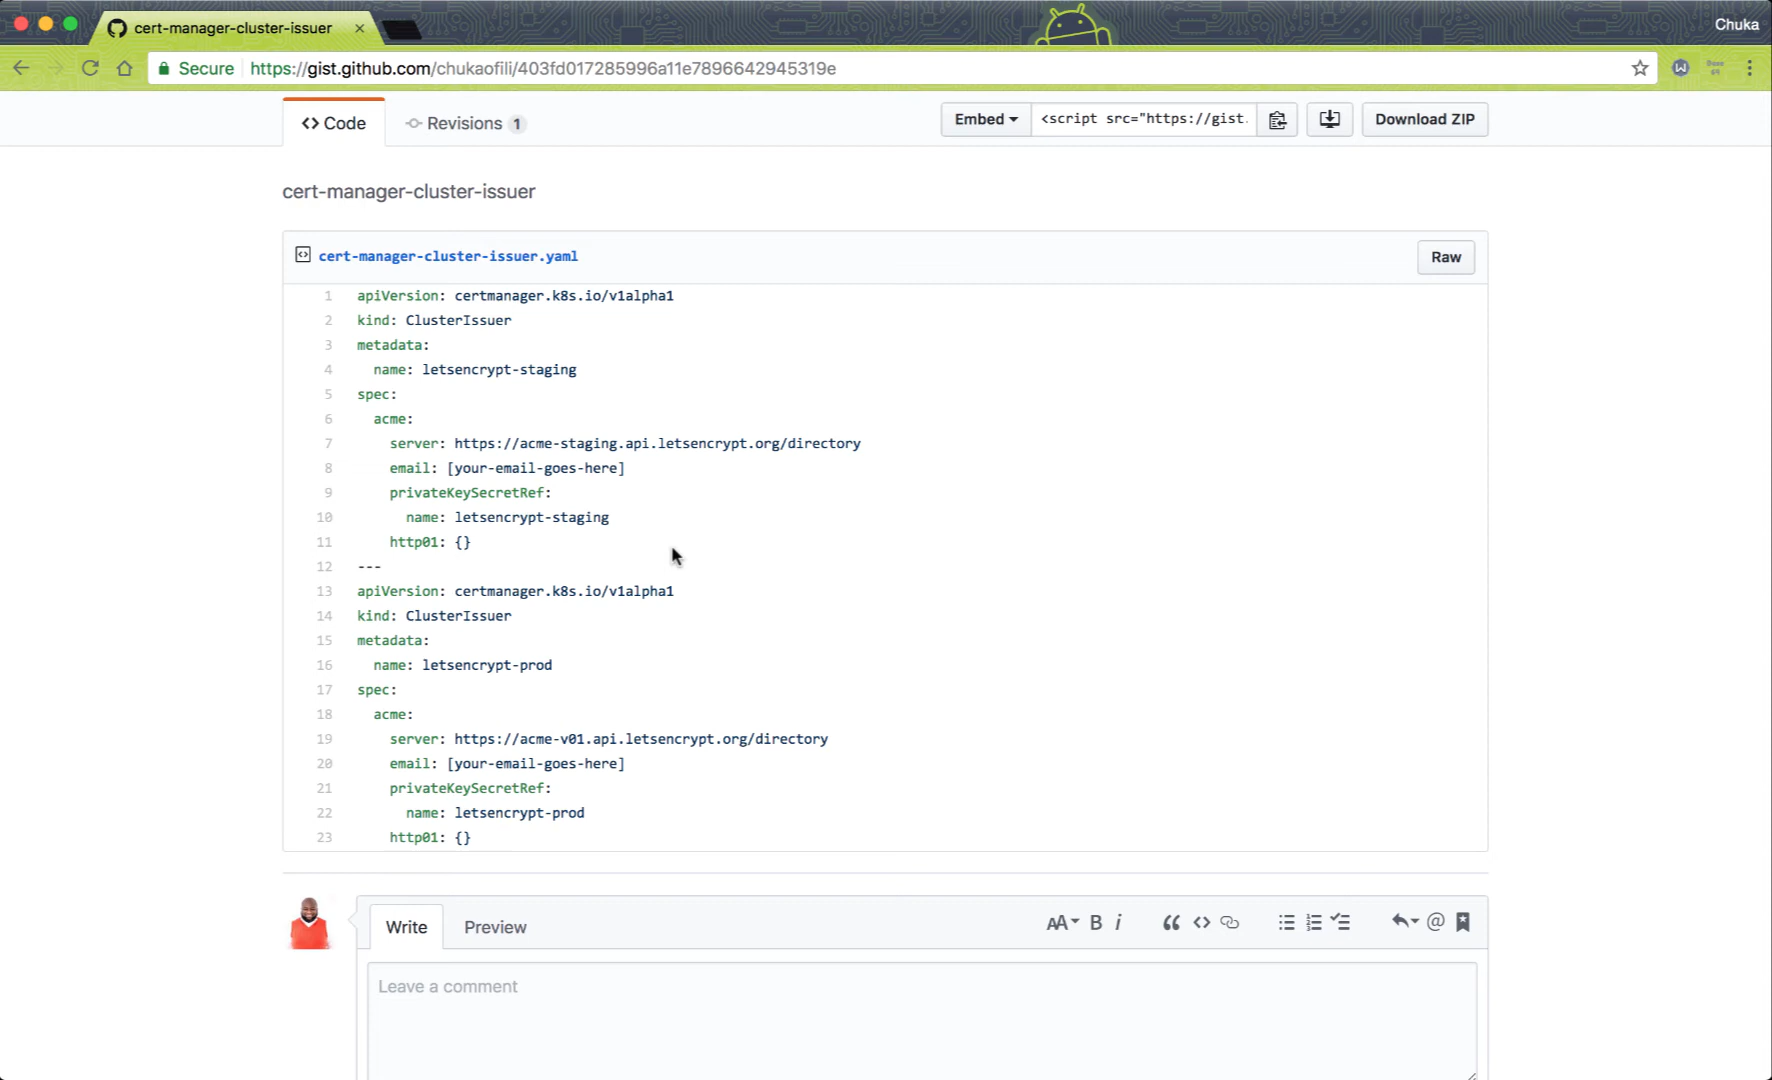 cert-manager-cluster-issuer
Chuka
Secure https://gist.github.com/chukaofili/403fd017285996a11e7896642945319e
Code
Revisions 1
Embed
<script src="https://gist.
Download ZIP
cert-manager-cluster-issuer
cert-manager-cluster-issuer.yaml
Raw
1 apiVersion: certmanager.k8s.io/v1alpha1
2 kind: ClusterIssuer
3 metadata:
4 name: letsencrypt-staging
5 spec:
6 acme:
7 server: https://acme-staging.api.letsencrypt.org/directory
8 email: [your-email-goes-here]
9 privateKeySecretRef:
10 name: letsencrypt-staging
11 http01: {}
12 ---
13 apiVersion: certmanager.k8s.io/v1alpha1
14 kind: ClusterIssuer
15 metadata:
16 name: letsencrypt-prod
17 spec:
18 acme:
19 server: https://acme-v01.api.letsencrypt.org/directory
20 email: [your-email-goes-here]
21 privateKeySecretRef:
22 name: letsencrypt-prod
23 http01: {}
Write
Preview
AA B i
Leave a comment